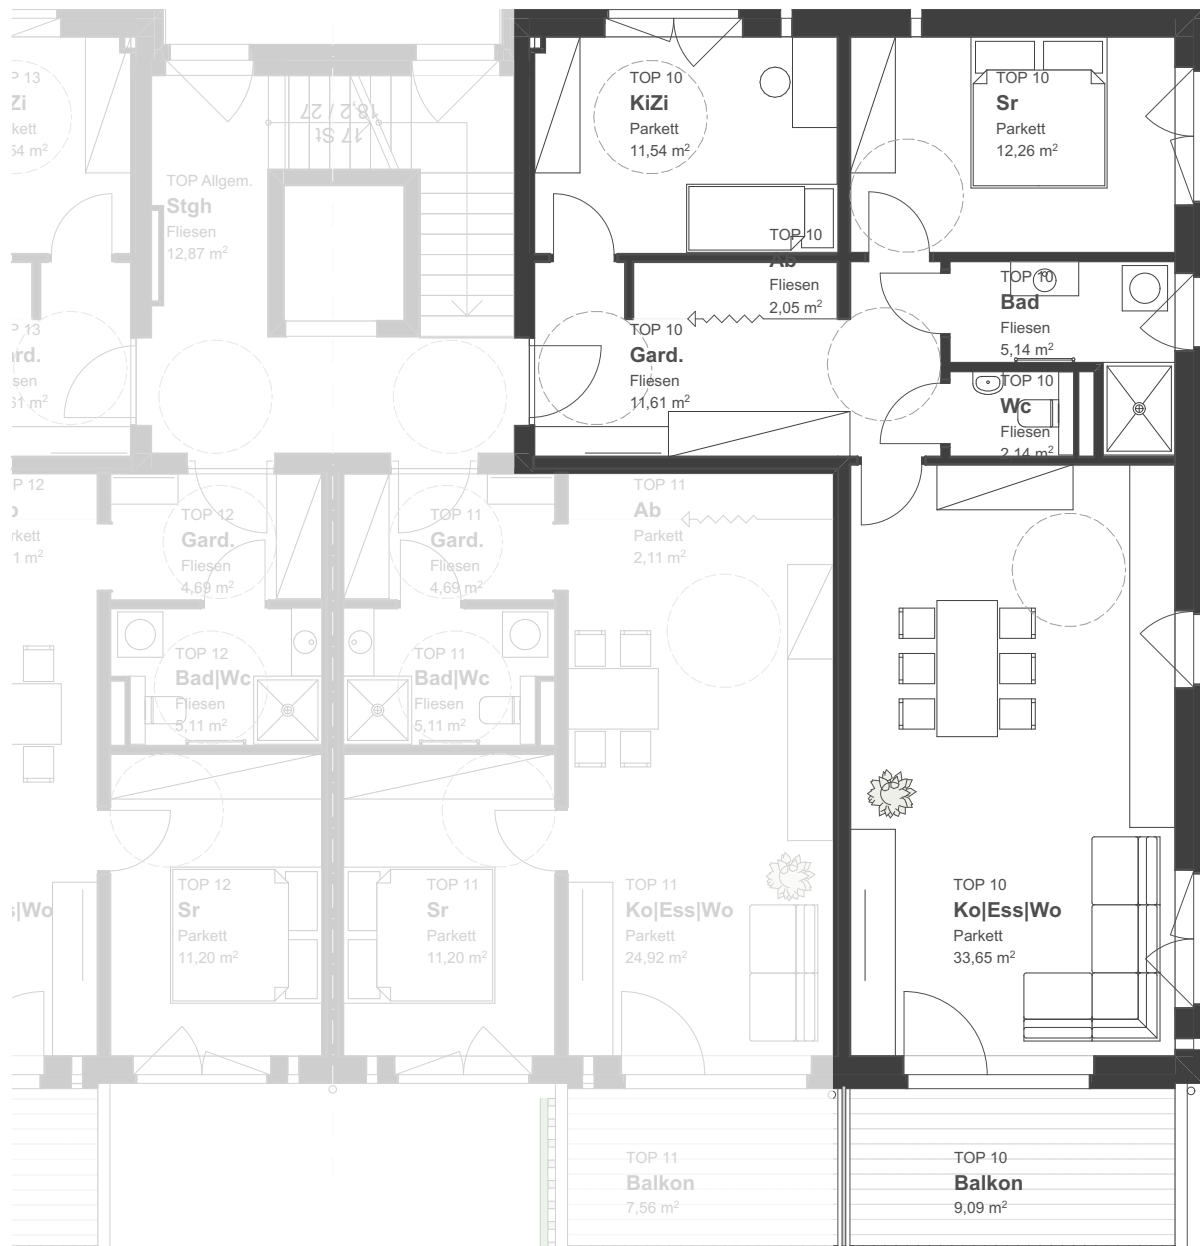 TOP 13
Zi
kett
54 m²
17 St
18,2 / 27
TOP Allgem.
Stgh
Fliesen
12,87 m²
TOP 10
KiZi
Parkett
11,54 m²
TOP 10
Sr
Parkett
12,26 m²
TOP 10
Ab
Fliesen
2,05 m²
TOP 10
Bad
Fliesen
5,14 m²
P 13
rd.
sen
61 m²
TOP 10
Gard.
Fliesen
11,61 m²
TOP 10
Wc
Fliesen
2,14 m²
P 12
rkett
1 m²
TOP 12
Gard.
Fliesen
4,69 m²
TOP 11
Gard.
Fliesen
4,69 m²
TOP 11
Ab
Parkett
2,11 m²
TOP 12
Bad|Wc
Fliesen
5,11 m²
TOP 11
Bad|Wc
Fliesen
5,11 m²
s|Wo
TOP 12
Sr
Parkett
11,20 m²
TOP 11
Sr
Parkett
11,20 m²
TOP 11
Ko|Ess|Wo
Parkett
24,92 m²
TOP 10
Ko|Ess|Wo
Parkett
33,65 m²
TOP 11
Balkon
7,56 m²
TOP 10
Balkon
9,09 m²